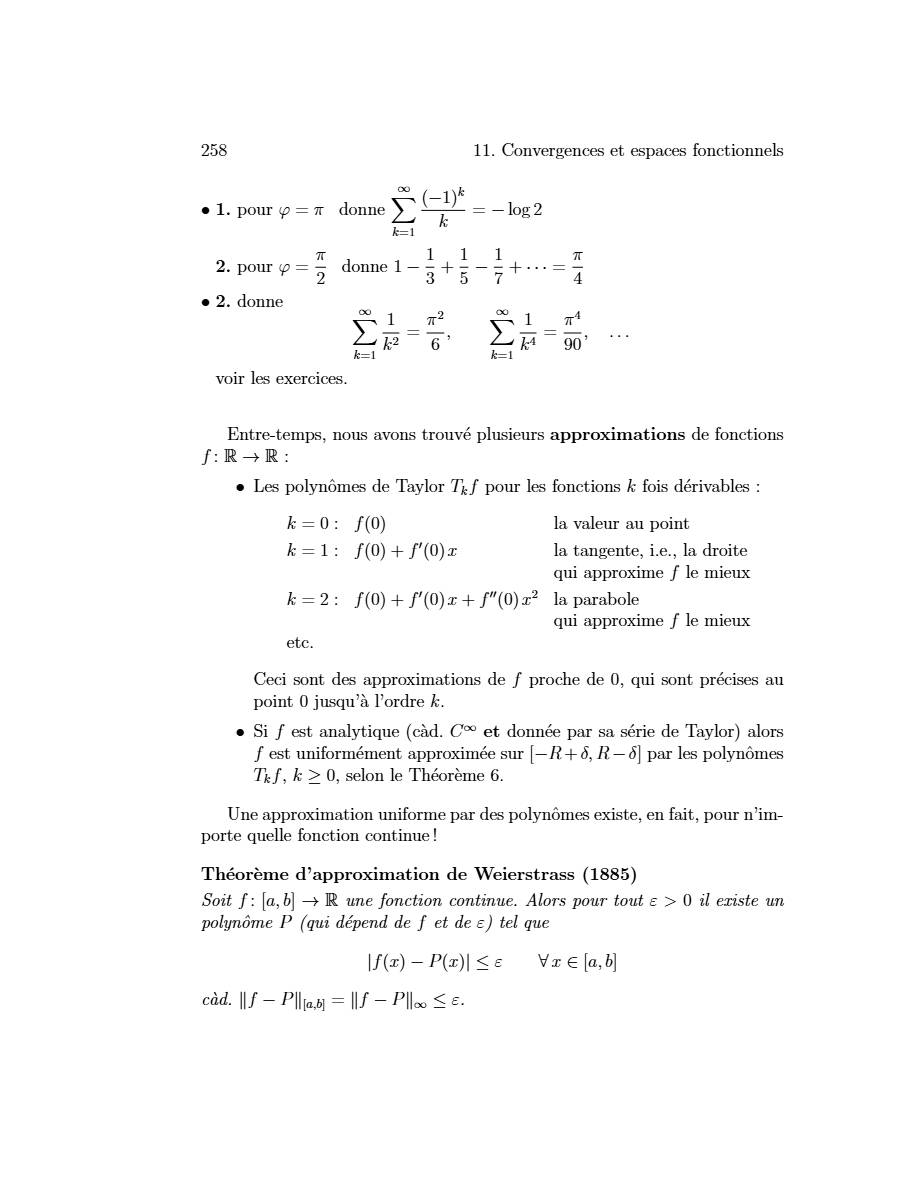 258 11. Convergences et espaces fonctionnels
• 1. pour φ = π donne ∑_{k=1}^{∞} (−1)^k / k = − log 2
2. pour φ = π/2 donne 1 − 1/3 + 1/5 − 1/7 + · · · = π/4
• 2. donne
∑_{k=1}^{∞} 1/k² = π²/6, ∑_{k=1}^{∞} 1/k⁴ = π⁴/90, . . .
voir les exercices.
Entre-temps, nous avons trouvé plusieurs approximations de fonctions
f : ℝ → ℝ :
• Les polynômes de Taylor T_k f pour les fonctions k fois dérivables :
k = 0 : f(0) la valeur au point
k = 1 : f(0) + f′(0) x la tangente, i.e., la droite
qui approxime f le mieux
k = 2 : f(0) + f′(0) x + f″(0) x² la parabole
qui approxime f le mieux
etc.
Ceci sont des approximations de f proche de 0, qui sont précises au
point 0 jusqu'à l'ordre k.
• Si f est analytique (càd. C^∞ et donnée par sa série de Taylor) alors
f est uniformément approximée sur [−R + δ, R − δ] par les polynômes
T_k f, k ≥ 0, selon le Théorème 6.
Une approximation uniforme par des polynômes existe, en fait, pour n'im-
porte quelle fonction continue !
Théorème d'approximation de Weierstrass (1885)
Soit f : [a, b] → ℝ une fonction continue. Alors pour tout ε > 0 il existe un
polynôme P (qui dépend de f et de ε) tel que
|f(x) − P(x)| ≤ ε ∀ x ∈ [a, b]
càd. ‖f − P‖_{[a,b]} = ‖f − P‖_∞ ≤ ε.